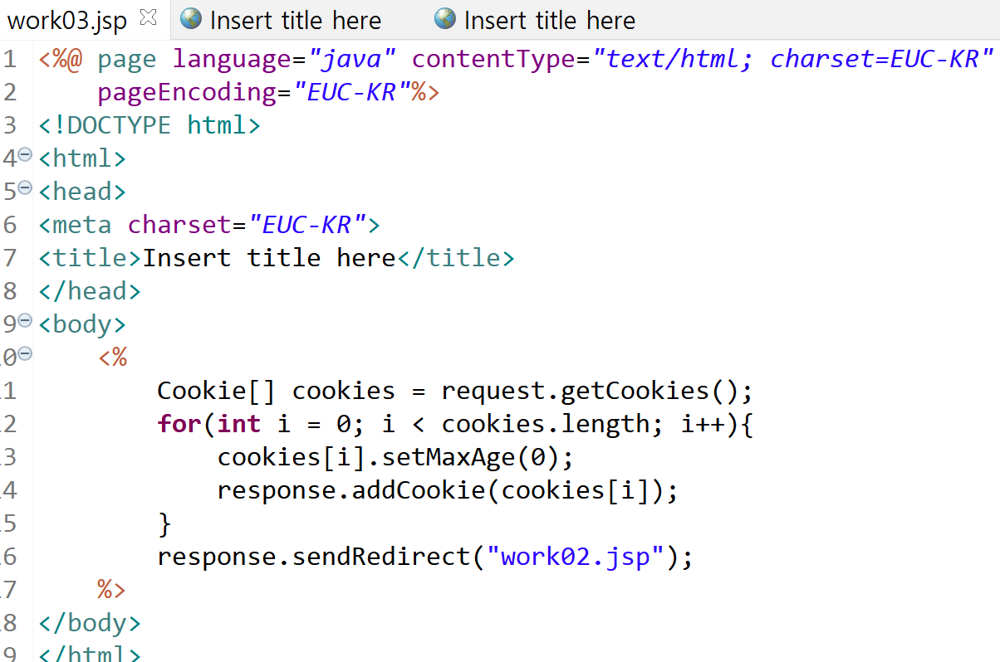 work03.jsp Insert title here Insert title here
1 <%@ page language="java" contentType="text/html; charset=EUC-KR"
2 pageEncoding="EUC-KR"%>
3 <!DOCTYPE html>
4 <html>
5 <head>
6 <meta charset="EUC-KR">
7 <title>Insert title here</title>
8 </head>
9 <body>
10 <%
11 Cookie[] cookies = request.getCookies();
12 for(int i = 0; i < cookies.length; i++){
13 cookies[i].setMaxAge(0);
14 response.addCookie(cookies[i]);
15 }
16 response.sendRedirect("work02.jsp");
17 %>
18 </body>
19 </html>